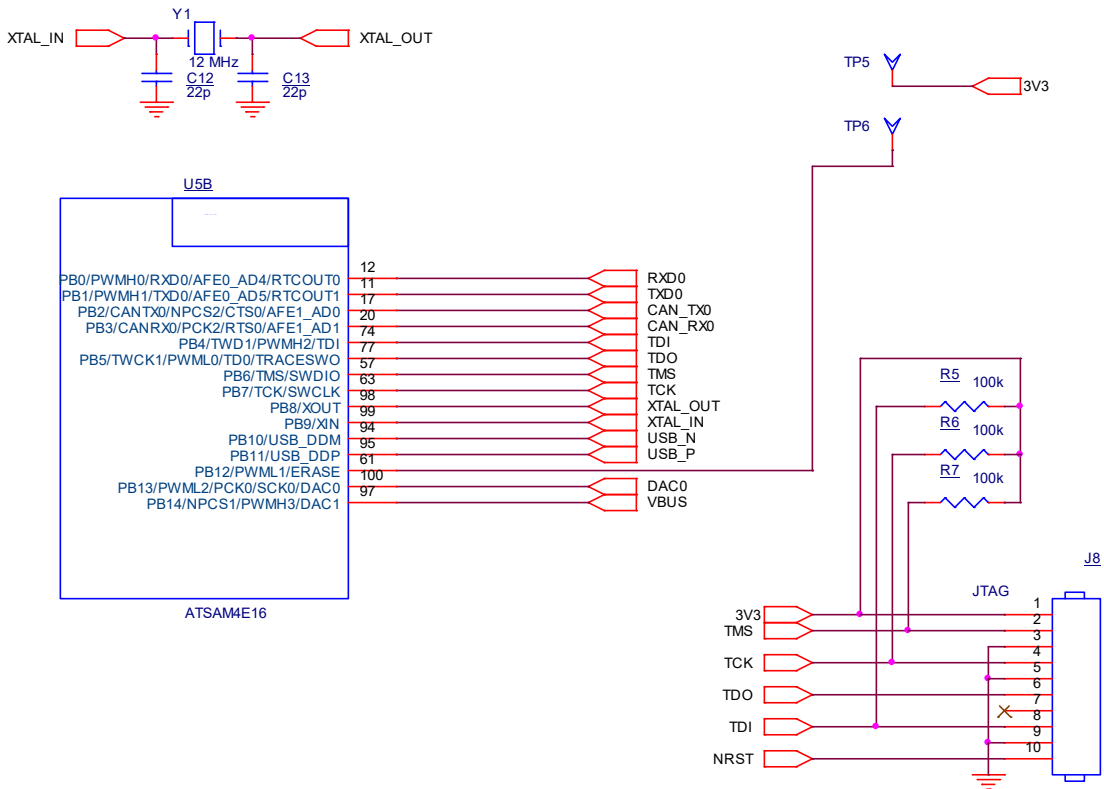 Y1
XTAL_IN
XTAL_OUT
12 MHz
C12
22p
C13
22p
TP5
3V3
TP6
U5B
12
PB0/PWMH0/RXD0/AFE0_AD4/RTCOUT0
RXD0
11
PB1/PWMH1/TXD0/AFE0_AD5/RTCOUT1
TXD0
17
PB2/CANTX0/NPCS2/CTS0/AFE1_AD0
CAN_TX0
20
PB3/CANRX0/PCK2/RTS0/AFE1_AD1
CAN_RX0
74
PB4/TWD1/PWMH2/TDI
TDI
77
PB5/TWCK1/PWML0/TD0/TRACESWO
TDO
57
PB6/TMS/SWDIO
TMS
63
PB7/TCK/SWCLK
TCK
98
PB8/XOUT
XTAL_OUT
99
PB9/XIN
XTAL_IN
94
PB10/USB_DDM
USB_N
95
PB11/USB_DDP
USB_P
61
PB12/PWML1/ERASE
100
PB13/PWML2/PCK0/SCK0/DAC0
DAC0
97
PB14/NPCS1/PWMH3/DAC1
VBUS
ATSAM4E16
R5
100k
R6
100k
R7
100k
J8
JTAG
3V3
1
TMS
2
3
TCK
4
5
TDO
6
7
TDI
8
9
NRST
10